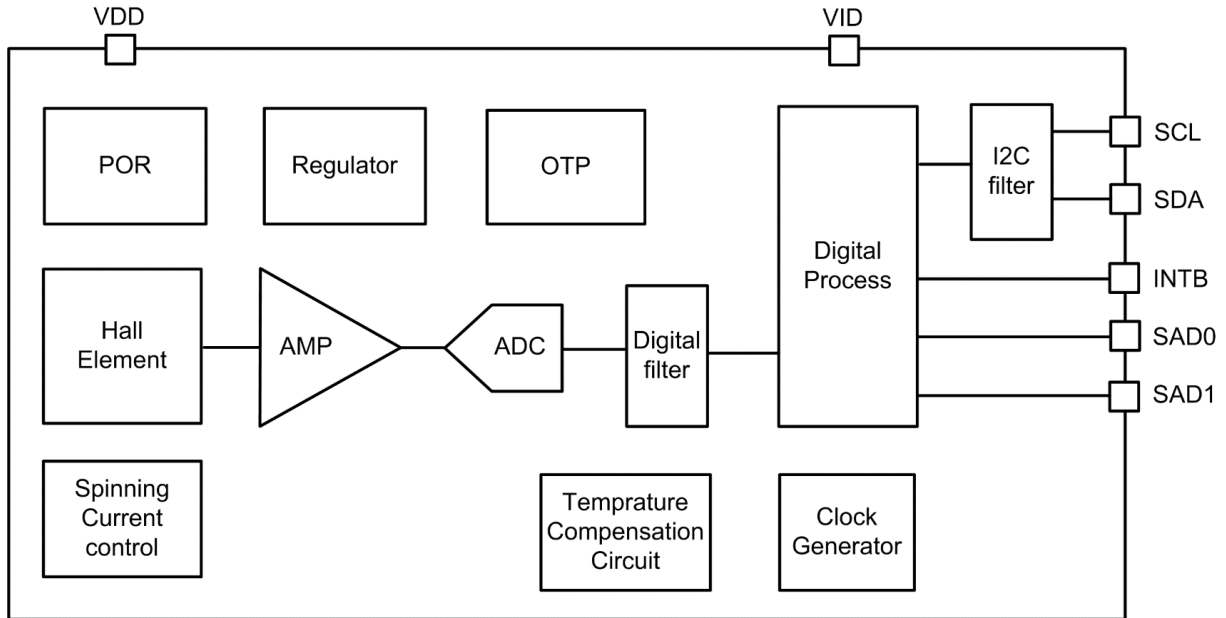 VDD
VID
POR
Regulator
OTP
I2C
filter
SCL
SDA
Digital
Process
INTB
SAD0
SAD1
Hall
Element
AMP
ADC
Digital
filter
Spinning
Current
control
Temprature
Compensation
Circuit
Clock
Generator